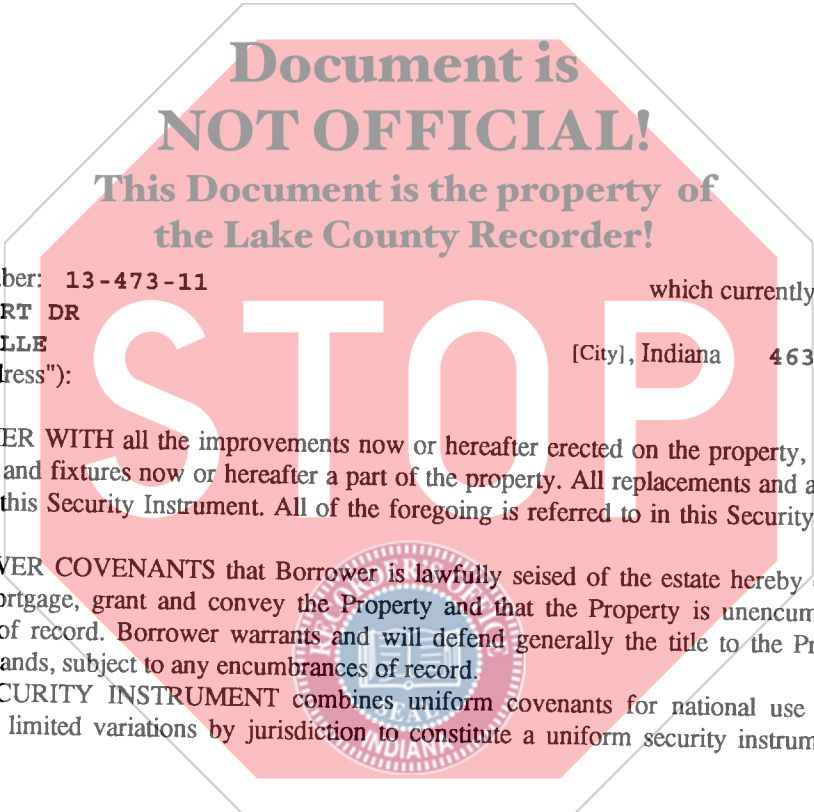 Document is
NOT OFFICIAL!
This Document is the property of
the Lake County Recorder!
ber: 13-473-11 which currently
RT DR
LLE [City], Indiana 463
dress"):
STOP
ER WITH all the improvements now or hereafter erected on the property,
and fixtures now or hereafter a part of the property. All replacements and a
this Security Instrument. All of the foregoing is referred to in this Security
VER COVENANTS that Borrower is lawfully seised of the estate hereby
ortgage, grant and convey the Property and that the Property is unencum
of record. Borrower warrants and will defend generally the title to the Pr
ands, subject to any encumbrances of record.
CURITY INSTRUMENT combines uniform covenants for national use
limited variations by jurisdiction to constitute a uniform security instrum
SEAL
INDIANA